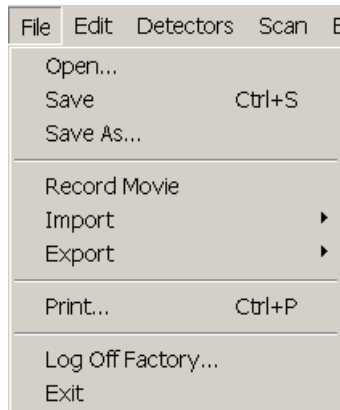 File Edit Detectors Scan
Open...
Save Ctrl+S
Save As...
Record Movie
Import
Export
Print... Ctrl+P
Log Off Factory...
Exit